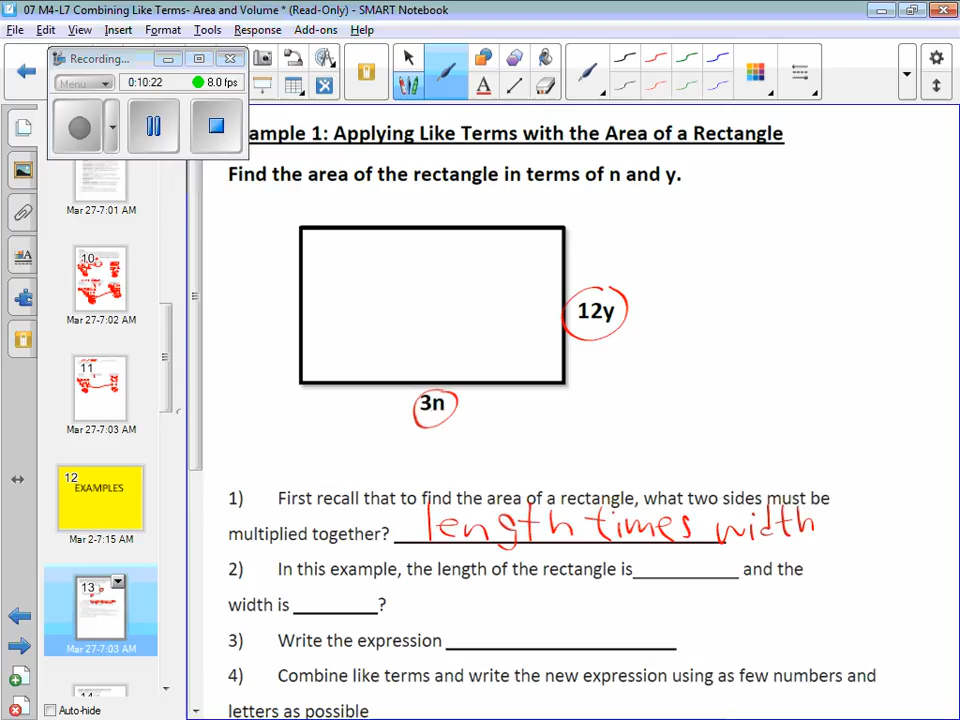 07 M4-L7 Combining Like Terms- Area and Volume * (Read-Only) - SMART Notebook
File Edit View Insert Format Tools Response Add-ons Help
Recording...
Menu 0:10:22 8.0 fps
ample 1: Applying Like Terms with the Area of a Rectangle
Find the area of the rectangle in terms of n and y.
12y
3n
1) First recall that to find the area of a rectangle, what two sides must be
multiplied together? length times width
2) In this example, the length of the rectangle is__________ and the
width is ________?
3) Write the expression ______________________
4) Combine like terms and write the new expression using as few numbers and
letters as possible
Mar 27-7:01 AM
10
Mar 27-7:02 AM
11
Mar 27-7:03 AM
12
EXAMPLES
Mar 2-7:15 AM
13
Mar 27-7:03 AM
14
Auto-hide